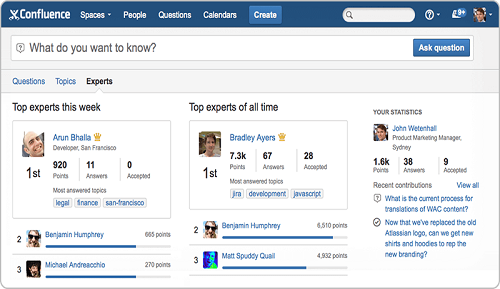 Confluence Spaces People Questions Calendars Create 9+
What do you want to know? Ask question
Questions Topics Experts
Top experts this week
1st
Arun Bhalla
Developer, San Francisco
920 11 0
Points Answers Accepted
Most answered topics
legal finance san-francisco
2 Benjamin Humphrey 665 points
3 Michael Andreacchio 270 points
Top experts of all time
1st
Bradley Ayers
7.3k 67 28
Points Answers Accepted
Most answered topics
jira development javascript
2 Benjamin Humphrey 6,510 points
3 Matt Spuddy Quail 4,932 points
YOUR STATISTICS
John Wetenhall
Product Marketing Manager,
Sydney
1.6k 38 9
Points Answers Accepted
Recent contributions View all
What is the current process for
translations of WAC content?
Now that we've replaced the old
Atlassian logo, can we get new
shirts and hoodies to rep the
new branding?